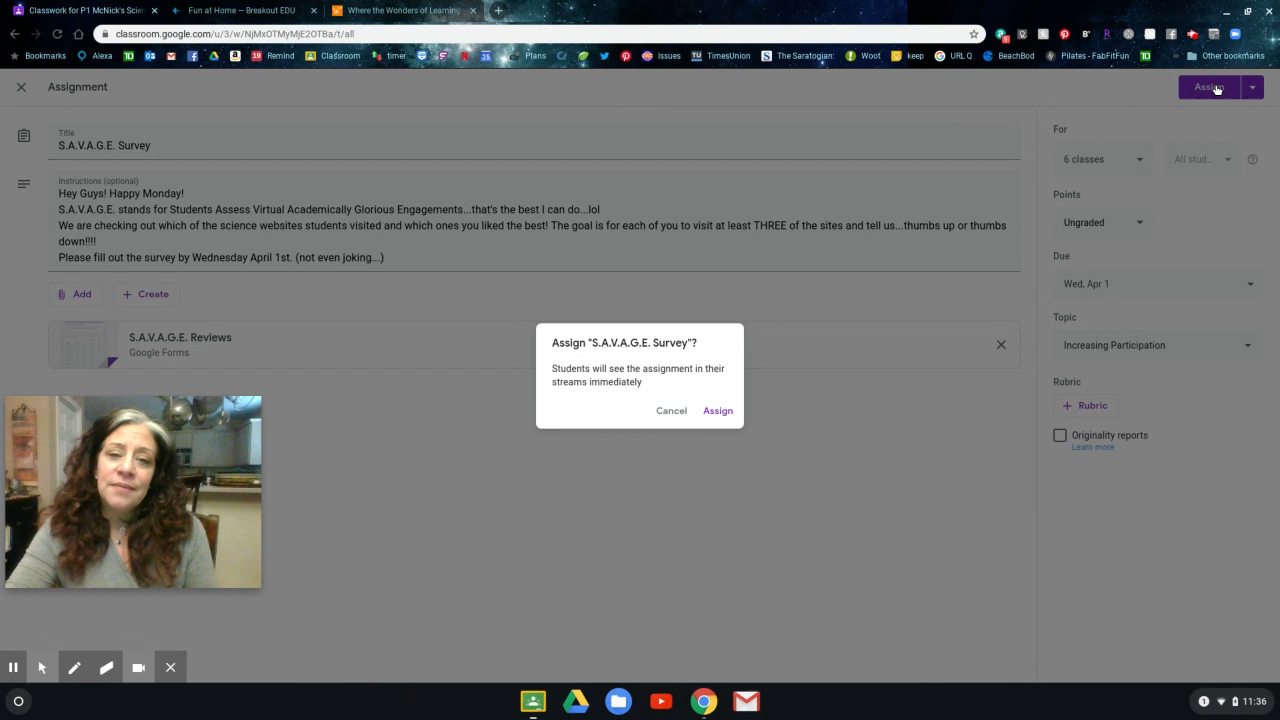 Classwork for P1 McNick's Scien
Fun at Home — Breakout EDU
Where the Wonders of Learning
classroom.google.com/u/3/w/NjMxOTMyMjE2OTBa/t/all
Bookmarks Alexa Remind Classroom timer Plans Issues TimesUnion The Saratogian: Woot keep URL Q BeachBod Pilates - FabFitFun Other bookmarks
Assignment
Assign
Title
S.A.V.A.G.E. Survey
Instructions (optional)
Hey Guys! Happy Monday!
S.A.V.A.G.E. stands for Students Assess Virtual Academically Glorious Engagements...that's the best I can do...lol
We are checking out which of the science websites students visited and which ones you liked the best! The goal is for each of you to visit at least THREE of the sites and tell us...thumbs up or thumbs
down!!!!
Please fill out the survey by Wednesday April 1st. (not even joking...)
Add
Create
S.A.V.A.G.E. Reviews
Google Forms
For
6 classes
All stud...
Points
Ungraded
Due
Wed, Apr 1
Topic
Increasing Participation
Rubric
+ Rubric
Originality reports
Learn more
Assign "S.A.V.A.G.E. Survey"?
Students will see the assignment in their
streams immediately
Cancel Assign
11:36